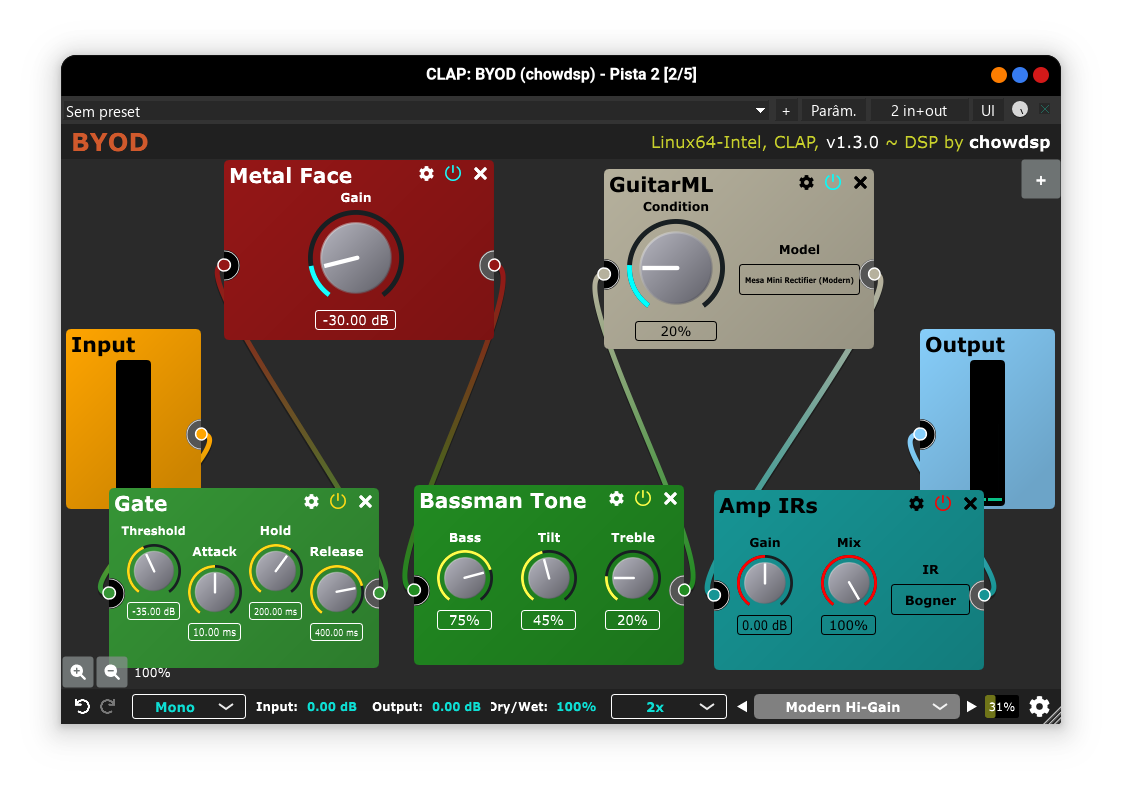 CLAP: BYOD (chowdsp) - Pista 2 [2/5]
Sem preset
+
Parâm.
2 in+out
UI
BYOD
Linux64-Intel, CLAP, v1.3.0 ~ DSP by chowdsp
+
Metal Face
Gain
-30.00 dB
GuitarML
Condition
20%
Model
Mesa Mini Rectifier (Modern)
Input
Output
Gate
Threshold
-35.00 dB
Attack
10.00 ms
Hold
200.00 ms
Release
400.00 ms
Bassman Tone
Bass
75%
Tilt
45%
Treble
20%
Amp IRs
Gain
0.00 dB
Mix
100%
IR
Bogner
100%
Mono
Input: 0.00 dB
Output: 0.00 dB
Dry/Wet: 100%
2x
Modern Hi-Gain
31%